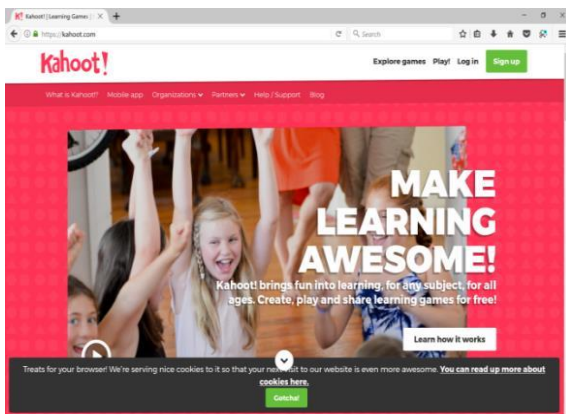 Kahoot! | Learning Games |
https://kahoot.com
Search
Kahoot!
Explore games Play! Log in Sign up
What is Kahoot!? Mobile app Organizations Partners Help / Support Blog
MAKE
LEARNING
AWESOME!
Kahoot! brings fun into learning, for any subject, for all
ages. Create, play and share learning games for free!
Learn how it works
Treats for your browser! We're serving nice cookies to it so that your next visit to our website is even more awesome. You can read up more about
cookies here.
Gotcha!